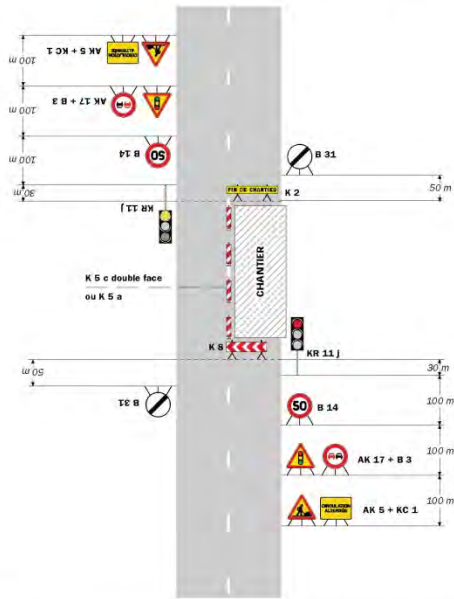 AK 5 + KC 1
CIRCULATION
ALTERNÉE
100 m
AK 17 + B 3
100 m
50
B 14
100 m
B 31
50 m
30 m
FIN DE CHANTIER
K 2
KR 11 j
CHANTIER
K 5 c double face
ou K 5 a
K 8
KR 11 j
50 m
30 m
B 31
50
B 14
100 m
AK 17 + B 3
100 m
CIRCULATION
ALTERNÉE
AK 5 + KC 1
100 m